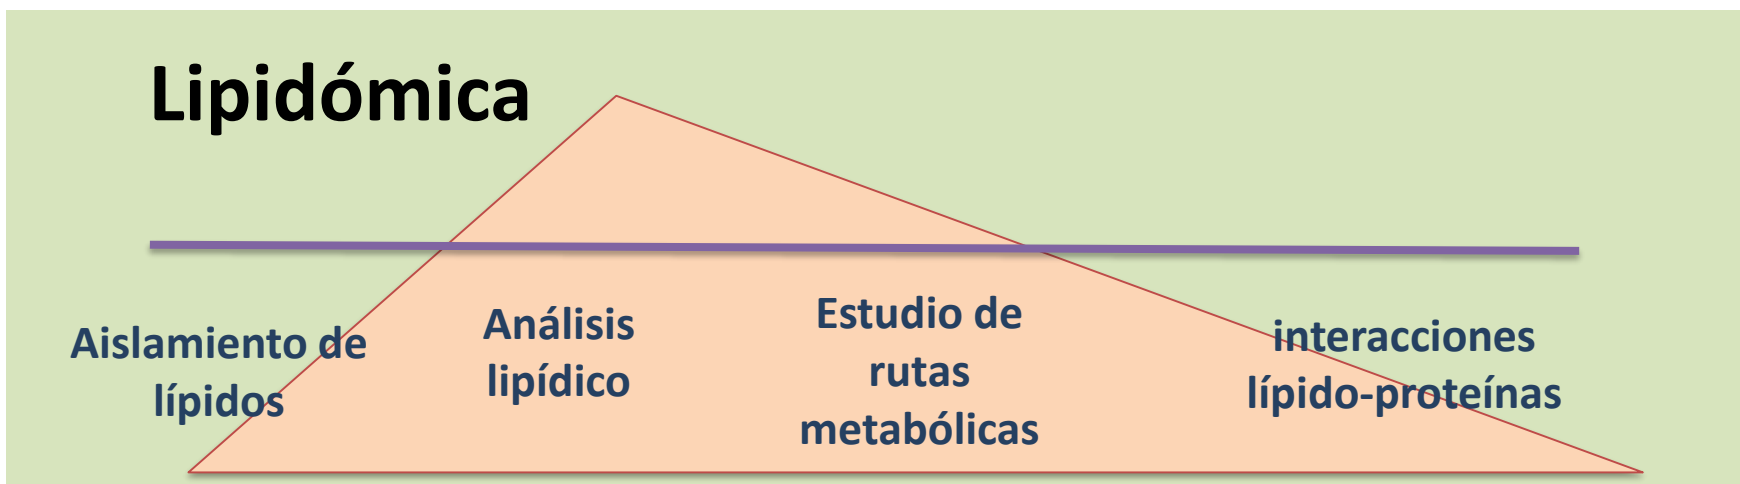 Lipidómica
Aislamiento de
lípidos
Análisis
lipídico
Estudio de
rutas
metabólicas
interacciones
lípido-proteínas